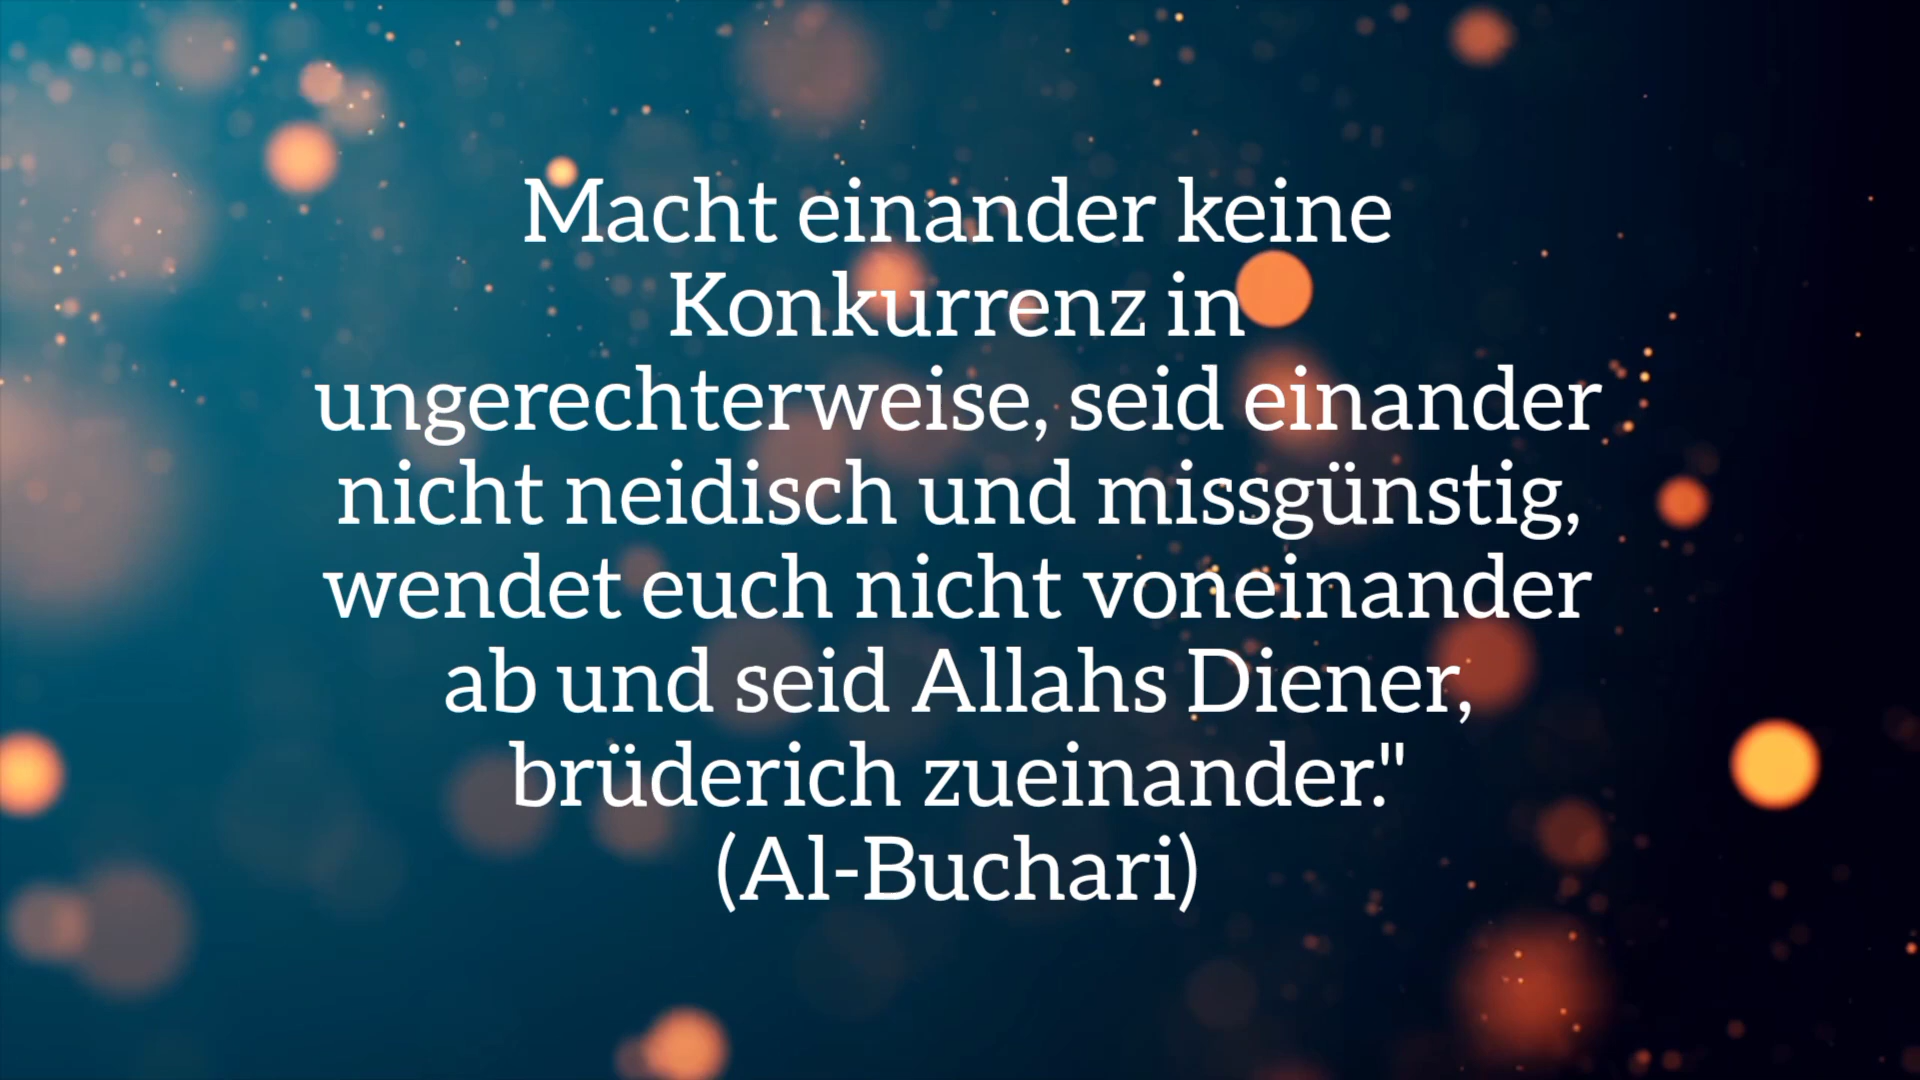 Macht einander keine
Konkurrenz in
ungerechterweise, seid einander
nicht neidisch und missgünstig,
wendet euch nicht voneinander
ab und seid Allahs Diener,
brüderich zueinander."
(Al-Buchari)